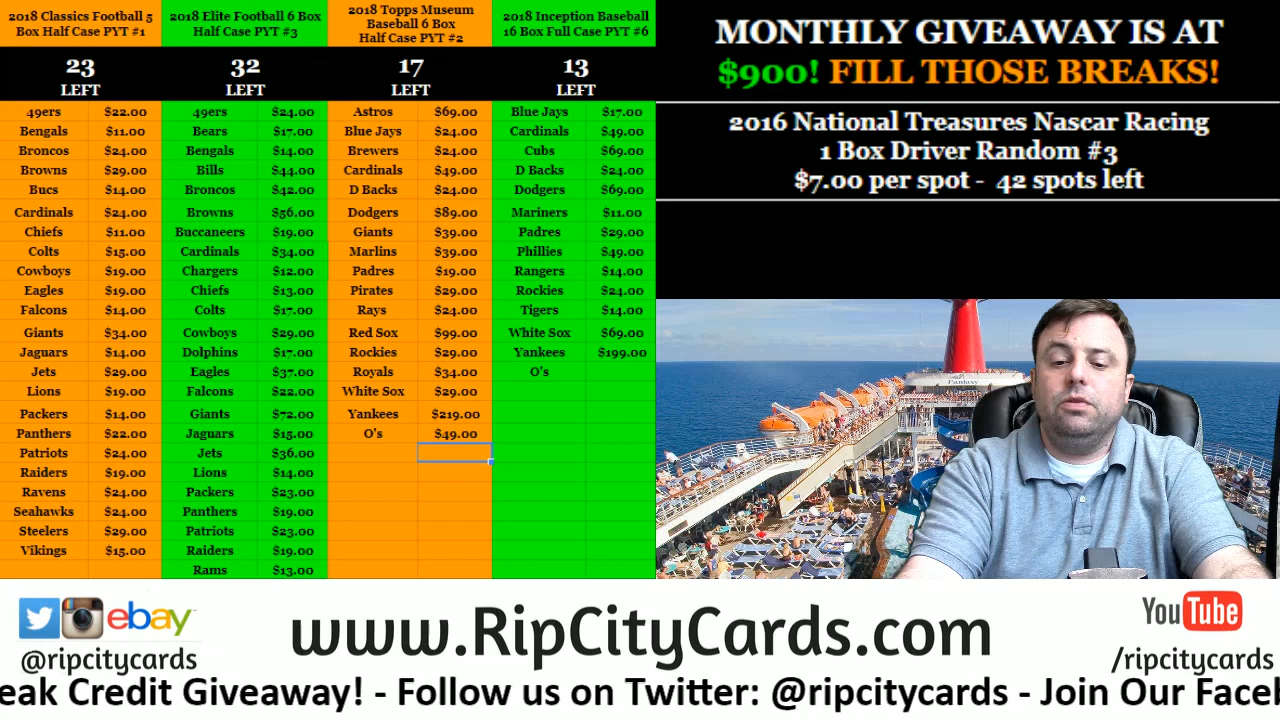 2018 Classics Football 5
Box Half Case PYT #1
23
LEFT
49ers $22.00
Bengals $11.00
Broncos $24.00
Browns $29.00
Bucs $14.00
Cardinals $24.00
Chiefs $11.00
Colts $15.00
Cowboys $19.00
Eagles $19.00
Falcons $14.00
Giants $34.00
Jaguars $14.00
Jets $29.00
Lions $19.00
Packers $14.00
Panthers $22.00
Patriots $24.00
Raiders $19.00
Ravens $24.00
Seahawks $24.00
Steelers $29.00
Vikings $15.00
2018 Elite Football 6 Box
Half Case PYT #3
32
LEFT
49ers $24.00
Bears $17.00
Bengals $14.00
Bills $44.00
Broncos $42.00
Browns $56.00
Buccaneers $19.00
Cardinals $34.00
Chargers $12.00
Chiefs $13.00
Colts $17.00
Cowboys $29.00
Dolphins $17.00
Eagles $37.00
Falcons $22.00
Giants $72.00
Jaguars $15.00
Jets $36.00
Lions $14.00
Packers $23.00
Panthers $19.00
Patriots $23.00
Raiders $19.00
Rams $13.00
2018 Topps Museum
Baseball 6 Box
Half Case PYT #2
17
LEFT
Astros $69.00
Blue Jays $24.00
Brewers $24.00
Cardinals $49.00
D Backs $24.00
Dodgers $89.00
Giants $39.00
Marlins $39.00
Padres $19.00
Pirates $29.00
Rays $24.00
Red Sox $99.00
Rockies $29.00
Royals $34.00
White Sox $29.00
Yankees $219.00
O's $49.00
2018 Inception Baseball
16 Box Full Case PYT #6
13
LEFT
Blue Jays $17.00
Cardinals $49.00
Cubs $69.00
D Backs $24.00
Dodgers $69.00
Mariners $11.00
Padres $29.00
Phillies $49.00
Rangers $14.00
Rockies $24.00
Tigers $14.00
White Sox $69.00
Yankees $199.00
O's
MONTHLY GIVEAWAY IS AT
$900! FILL THOSE BREAKS!
2016 National Treasures Nascar Racing
1 Box Driver Random #3
$7.00 per spot - 42 spots left
Fantasy
ebay
@ripcitycards
www.RipCityCards.com
YouTube
/ripcitycards
eak Credit Giveaway! - Follow us on Twitter: @ripcitycards - Join Our Faceb